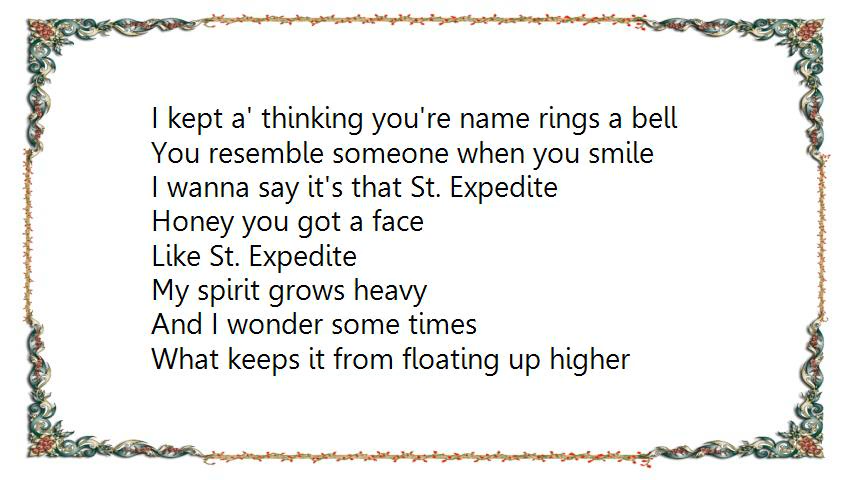 I kept a' thinking you're name rings a bell
You resemble someone when you smile
I wanna say it's that St. Expedite
Honey you got a face
Like St. Expedite
My spirit grows heavy
And I wonder some times
What keeps it from floating up higher